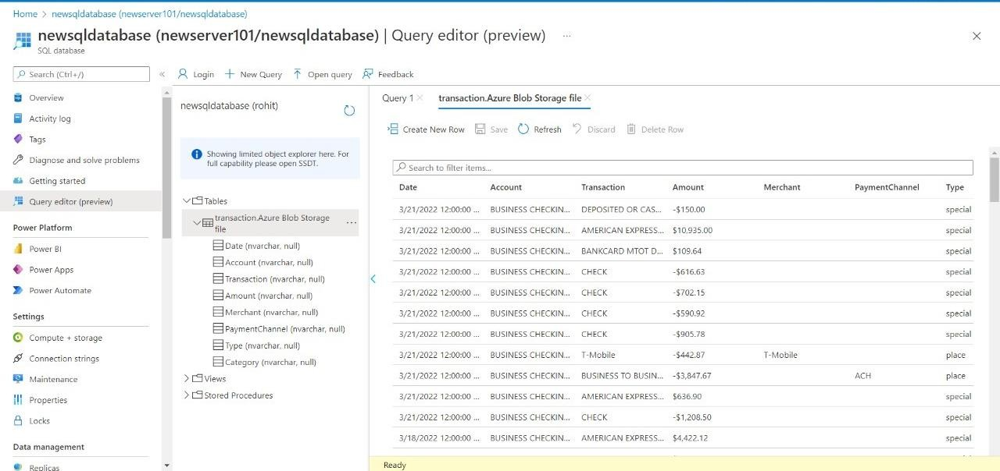 Home > newsqldatabase (newserver101/newsqldatabase)
newsqldatabase (newserver101/newsqldatabase) | Query editor (preview) ...
SQL database
Search (Ctrl+/)
«
Overview
Activity log
Tags
Diagnose and solve problems
Getting started
Query editor (preview)
Power Platform
Power BI
Power Apps
Power Automate
Settings
Compute + storage
Connection strings
Maintenance
Properties
Locks
Data management
Replicas
Login New Query Open query Feedback
newsqldatabase (rohit)
Showing limited object explorer here. For
full capability please open SSDT.
Tables
transaction.Azure Blob Storage
file
...
Date (nvarchar, null)
Account (nvarchar, null)
Transaction (nvarchar, null)
Amount (nvarchar, null)
Merchant (nvarchar, null)
PaymentChannel (nvarchar, null)
Type (nvarchar, null)
Category (nvarchar, null)
Views
Stored Procedures
Query 1 transaction.Azure Blob Storage file
Create New Row Save Refresh Discard Delete Row
Search to filter items...
Date Account Transaction Amount Merchant PaymentChannel Type
3/21/2022 12:00:00 ... BUSINESS CHECKIN... DEPOSITED OR CAS... -$150.00 special
3/21/2022 12:00:00 ... BUSINESS CHECKIN... AMERICAN EXPRESS... $10,935.00 special
3/21/2022 12:00:00 ... BUSINESS CHECKIN... BANKCARD MTOT D... $109.64 special
3/21/2022 12:00:00 ... BUSINESS CHECKIN... CHECK -$616.63 special
3/21/2022 12:00:00 ... BUSINESS CHECKIN... CHECK -$702.15 special
3/21/2022 12:00:00 ... BUSINESS CHECKIN... CHECK -$590.92 special
3/21/2022 12:00:00 ... BUSINESS CHECKIN... CHECK -$905.78 special
3/21/2022 12:00:00 ... BUSINESS CHECKIN... T-Mobile -$442.87 T-Mobile place
3/21/2022 12:00:00 ... BUSINESS CHECKIN... BUSINESS TO BUSIN... -$3,847.67 ACH place
3/21/2022 12:00:00 ... BUSINESS CHECKIN... AMERICAN EXPRESS... $636.90 special
3/21/2022 12:00:00 ... BUSINESS CHECKIN... CHECK -$1,208.50 special
3/18/2022 12:00:00 ... BUSINESS CHECKIN... AMERICAN EXPRESS... $4,422.12 special
Ready